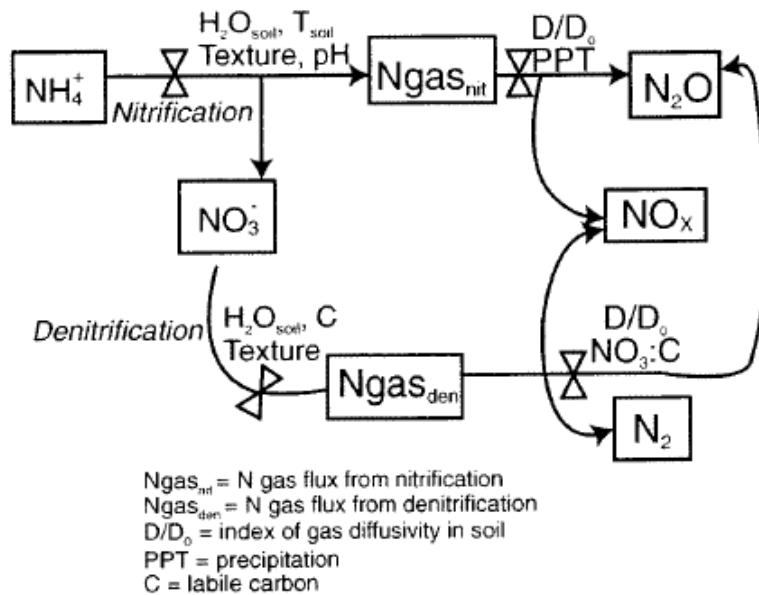 H₂Osoil, Tsoil
Texture, pH
D/D₀
PPT
NH₄⁺
Nitrification
Ngasnit
N₂O
NO₃⁻
NOx
Denitrification
H₂Osoil, C
Texture
D/D₀
NO₃:C
Ngasden
N₂
Ngasnit = N gas flux from nitrification
Ngasden = N gas flux from denitrification
D/D₀ = index of gas diffusivity in soil
PPT = precipitation
C = labile carbon